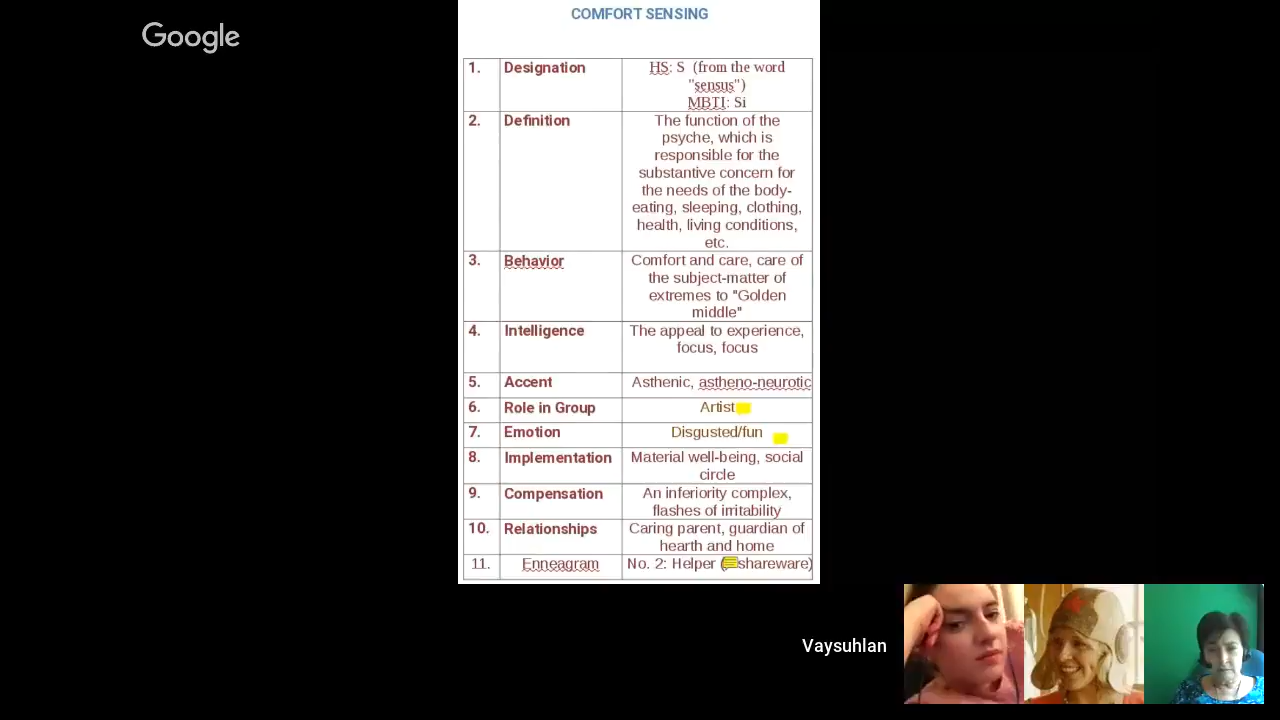 Google
COMFORT SENSING
1. Designation HS: S (from the word
"sensus")
MBTI: Si
2. Definition The function of the
psyche, which is
responsible for the
substantive concern for
the needs of the body-
eating, sleeping, clothing,
health, living conditions,
etc.
3. Behavior Comfort and care, care of
the subject-matter of
extremes to "Golden
middle"
4. Intelligence The appeal to experience,
focus, focus
5. Accent Asthenic, astheno-neurotic
6. Role in Group Artist
7. Emotion Disgusted/fun
8. Implementation Material well-being, social
circle
9. Compensation An inferiority complex,
flashes of irritability
10. Relationships Caring parent, guardian of
hearth and home
11. Enneagram No. 2: Helper ( shareware)
Vaysuhlan